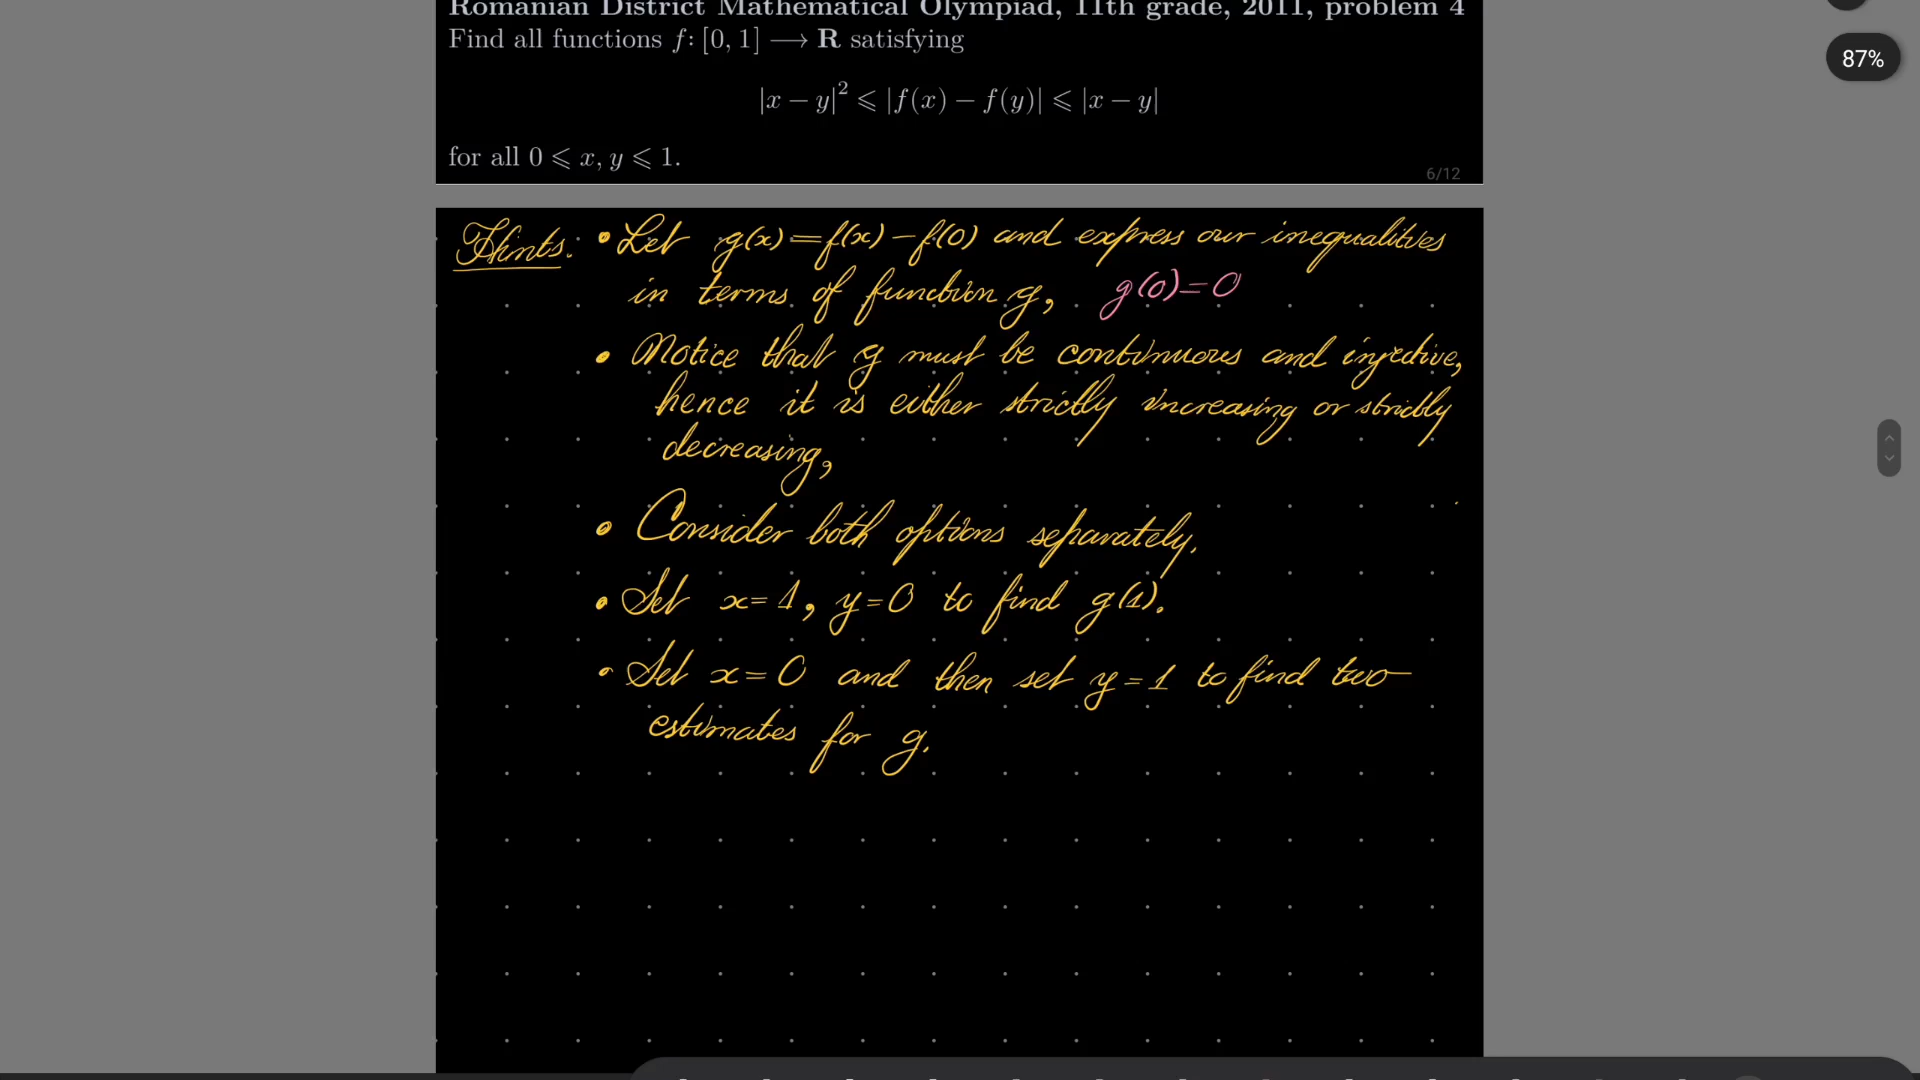 Romanian District Mathematical Olympiad, 11th grade, 2011, problem 4
87%
Find all functions f: [0, 1] ⟶ R satisfying
|x − y|² ⩽ |f(x) − f(y)| ⩽ |x − y|
for all 0 ⩽ x, y ⩽ 1.
6/12
Hints: • Let g(x) = f(x) − f(0) and express our inequalities
in terms of function g, g(0) = 0
• Notice that g must be continuous and injective,
hence it is either strictly increasing or strictly
decreasing,
• Consider both options separately.
• Set x = 1, y = 0 to find g(1).
• Set x = 0 and then set y = 1 to find two
estimates for g.